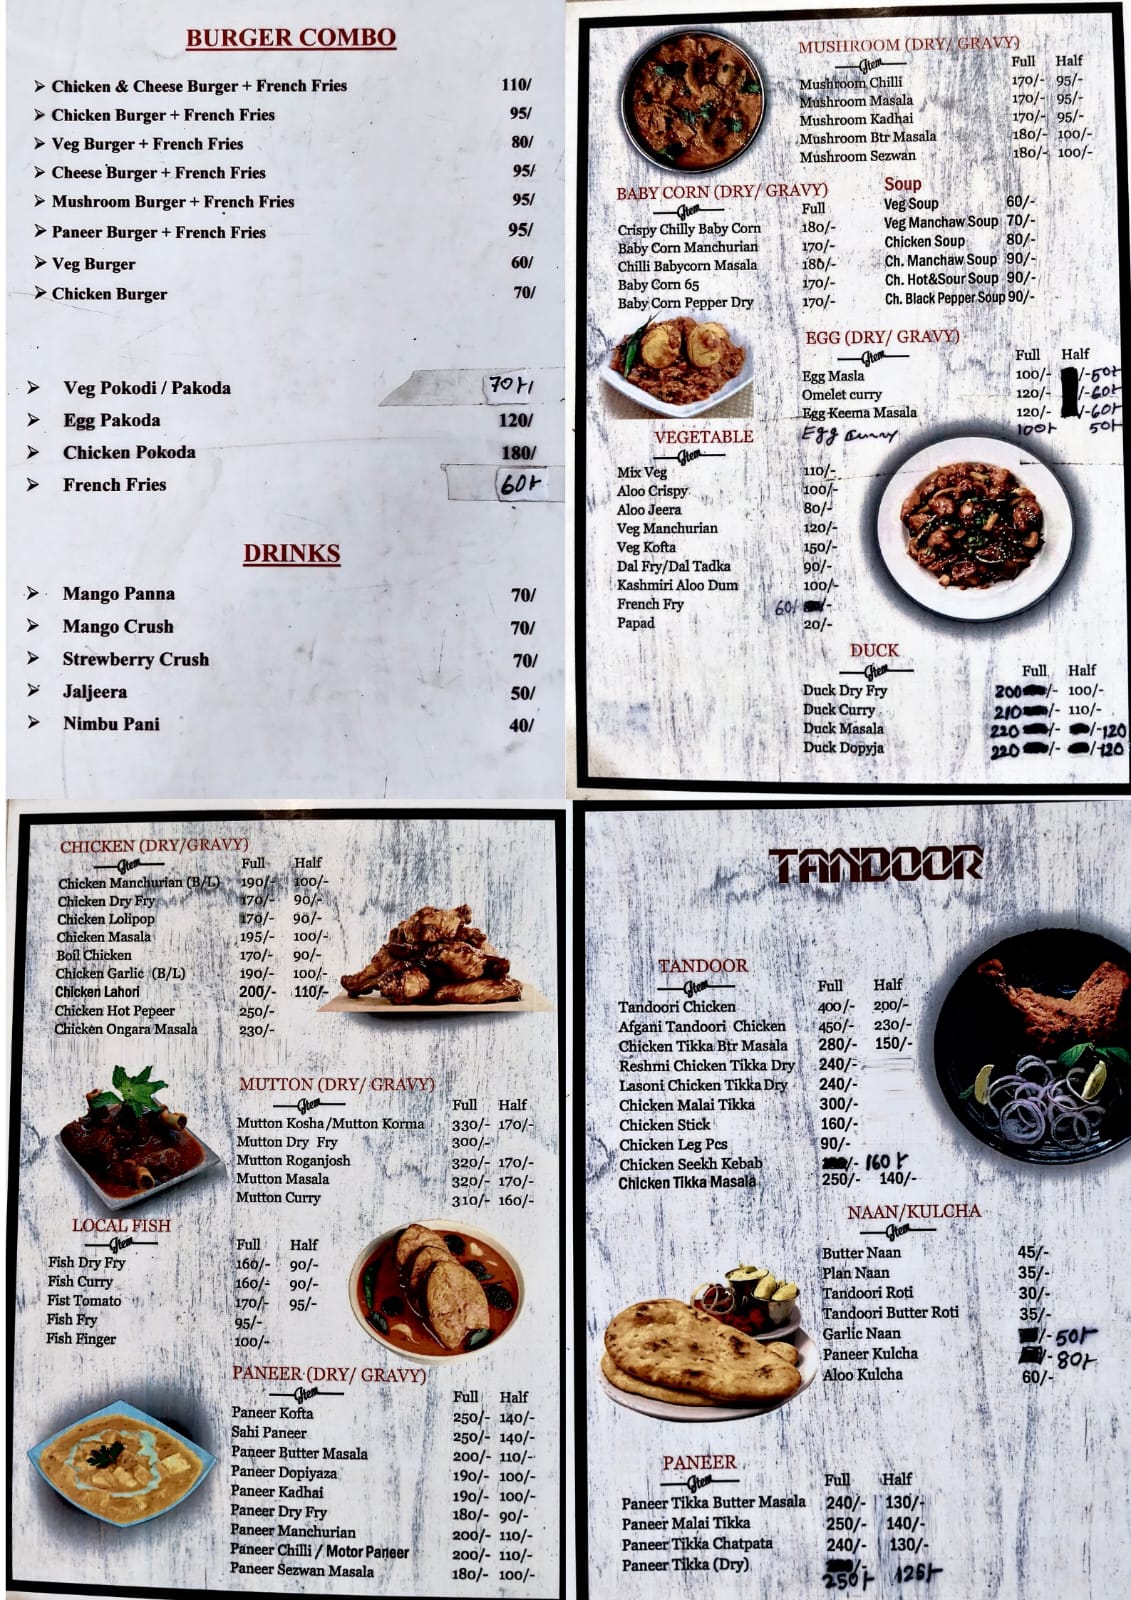 BURGER COMBO
➢ Chicken & Cheese Burger + French Fries 110/
➢ Chicken Burger + French Fries 95/
➢ Veg Burger + French Fries 80/
➢ Cheese Burger + French Fries 95/
➢ Mushroom Burger + French Fries 95/
➢ Paneer Burger + French Fries 95/
➢ Veg Burger 60/
➢ Chicken Burger 70/
➢ Veg Pokodi / Pakoda 70/-
➢ Egg Pakoda 120/
➢ Chicken Pokoda 180/
➢ French Fries 60/-
DRINKS
➢ Mango Panna 70/
➢ Mango Crush 70/
➢ Strewberry Crush 70/
➢ Jaljeera 50/
➢ Nimbu Pani 40/
MUSHROOM (DRY/ GRAVY)
Item Full Half
Mushroom Chilli 170/- 95/-
Mushroom Masala 170/- 95/-
Mushroom Kadhai 170/- 95/-
Mushroom Btr Masala 180/- 100/-
Mushroom Sezwan 180/- 100/-
BABY CORN (DRY/ GRAVY)
Item Full
Crispy Chilly Baby Corn 180/-
Baby Corn Manchurian 170/-
Chilli Babycorn Masala 180/-
Baby Corn 65 170/-
Baby Corn Pepper Dry 170/-
Soup
Veg Soup 60/-
Veg Manchaw Soup 70/-
Chicken Soup 80/-
Ch. Manchaw Soup 90/-
Ch. Hot&Sour Soup 90/-
Ch. Black Pepper Soup 90/-
EGG (DRY/ GRAVY)
Item Full Half
Egg Masla 100/- /-50/-
Omelet curry 120/- /-60/-
Egg Keema Masala 120/- /-60/-
Egg Curry 100/- 50/-
VEGETABLE
Item
Mix Veg 110/-
Aloo Crispy 100/-
Aloo Jeera 80/-
Veg Manchurian 120/-
Veg Kofta 150/-
Dal Fry/Dal Tadka 90/-
Kashmiri Aloo Dum 100/-
French Fry 60/ /-
Papad 20/-
DUCK
Item Full Half
Duck Dry Fry 200 /- 100/-
Duck Curry 210 /- 110/-
Duck Masala 220 /- /-120
Duck Dopyja 220 /- /-120
CHICKEN (DRY/GRAVY)
Item Full Half
Chicken Manchurian (B/L) 190/- 100/-
Chicken Dry Fry 170/- 90/-
Chicken Lolipop 170/- 90/-
Chicken Masala 195/- 100/-
Boil Chicken 170/- 90/-
Chicken Garlic (B/L) 190/- 100/-
Chicken Lahori 200/- 110/-
Chicken Hot Pepeer 250/-
Chicken Ongara Masala 230/-
MUTTON (DRY/ GRAVY)
Item Full Half
Mutton Kosha/Mutton Korma 330/- 170/-
Mutton Dry Fry 300/-
Mutton Roganjosh 320/- 170/-
Mutton Masala 320/- 170/-
Mutton Curry 310/- 160/-
LOCAL FISH
Item Full Half
Fish Dry Fry 160/- 90/-
Fish Curry 160/- 90/-
Fist Tomato 170/- 95/-
Fish Fry 95/-
Fish Finger 100/-
PANEER (DRY/ GRAVY)
Item Full Half
Paneer Kofta 250/- 140/-
Sahi Paneer 250/- 140/-
Paneer Butter Masala 200/- 110/-
Paneer Dopiyaza 190/- 100/-
Paneer Kadhai 190/- 100/-
Paneer Dry Fry 180/- 90/-
Paneer Manchurian 200/- 110/-
Paneer Chilli / Motor Paneer 200/- 110/-
Paneer Sezwan Masala 180/- 100/-
TANDOOR
TANDOOR
Item Full Half
Tandoori Chicken 400/- 200/-
Afgani Tandoori Chicken 450/- 230/-
Chicken Tikka Btr Masala 280/- 150/-
Reshmi Chicken Tikka Dry 240/-
Lasoni Chicken Tikka Dry 240/-
Chicken Malai Tikka 300/-
Chicken Stick 160/-
Chicken Leg Pcs 90/-
Chicken Seekh Kebab /- 160/-
Chicken Tikka Masala 250/- 140/-
NAAN/KULCHA
Item
Butter Naan 45/-
Plan Naan 35/-
Tandoori Roti 30/-
Tandoori Butter Roti 35/-
Garlic Naan /- 50/-
Paneer Kulcha /- 80/-
Aloo Kulcha 60/-
PANEER
Item Full Half
Paneer Tikka Butter Masala 240/- 130/-
Paneer Malai Tikka 250/- 140/-
Paneer Tikka Chatpata 240/- 130/-
Paneer Tikka (Dry) /-
250/- 126/-